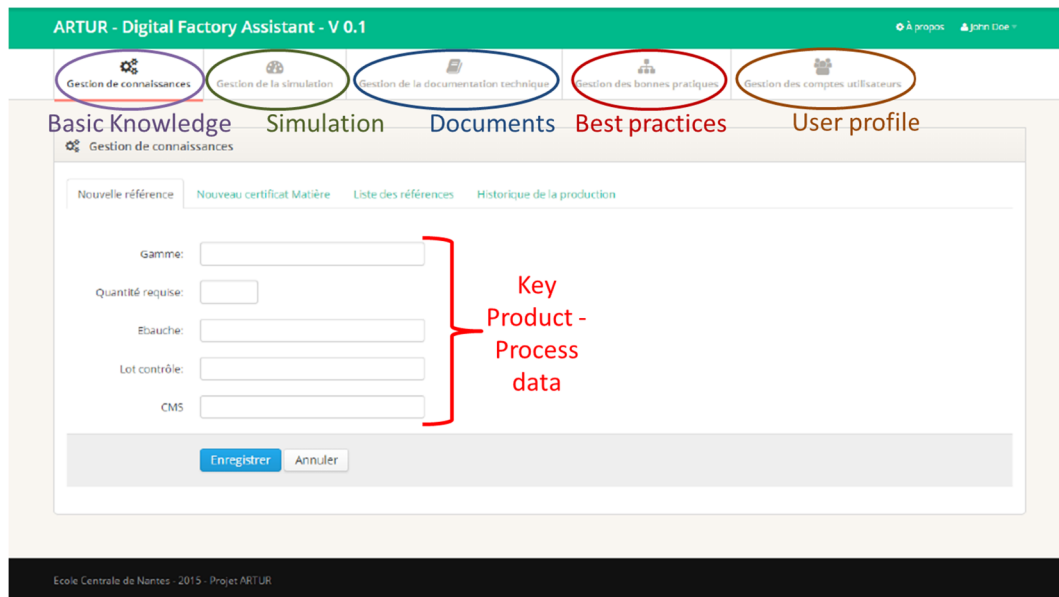 ARTUR - Digital Factory Assistant - V 0.1
À propos John Doe
Gestion de connaissances Gestion de la simulation Gestion de la documentation technique Gestion des bonnes pratiques Gestion des comptes utilisateurs
Basic Knowledge Simulation Documents Best practices User profile
Gestion de connaissances
Nouvelle référence Nouveau certificat Matière Liste des références Historique de la production
Gamme:
Quantité requise:
Ebauche:
Lot contrôle:
CMS
Key
Product -
Process
data
Enregistrer Annuler
Ecole Centrale de Nantes - 2015 - Projet ARTUR